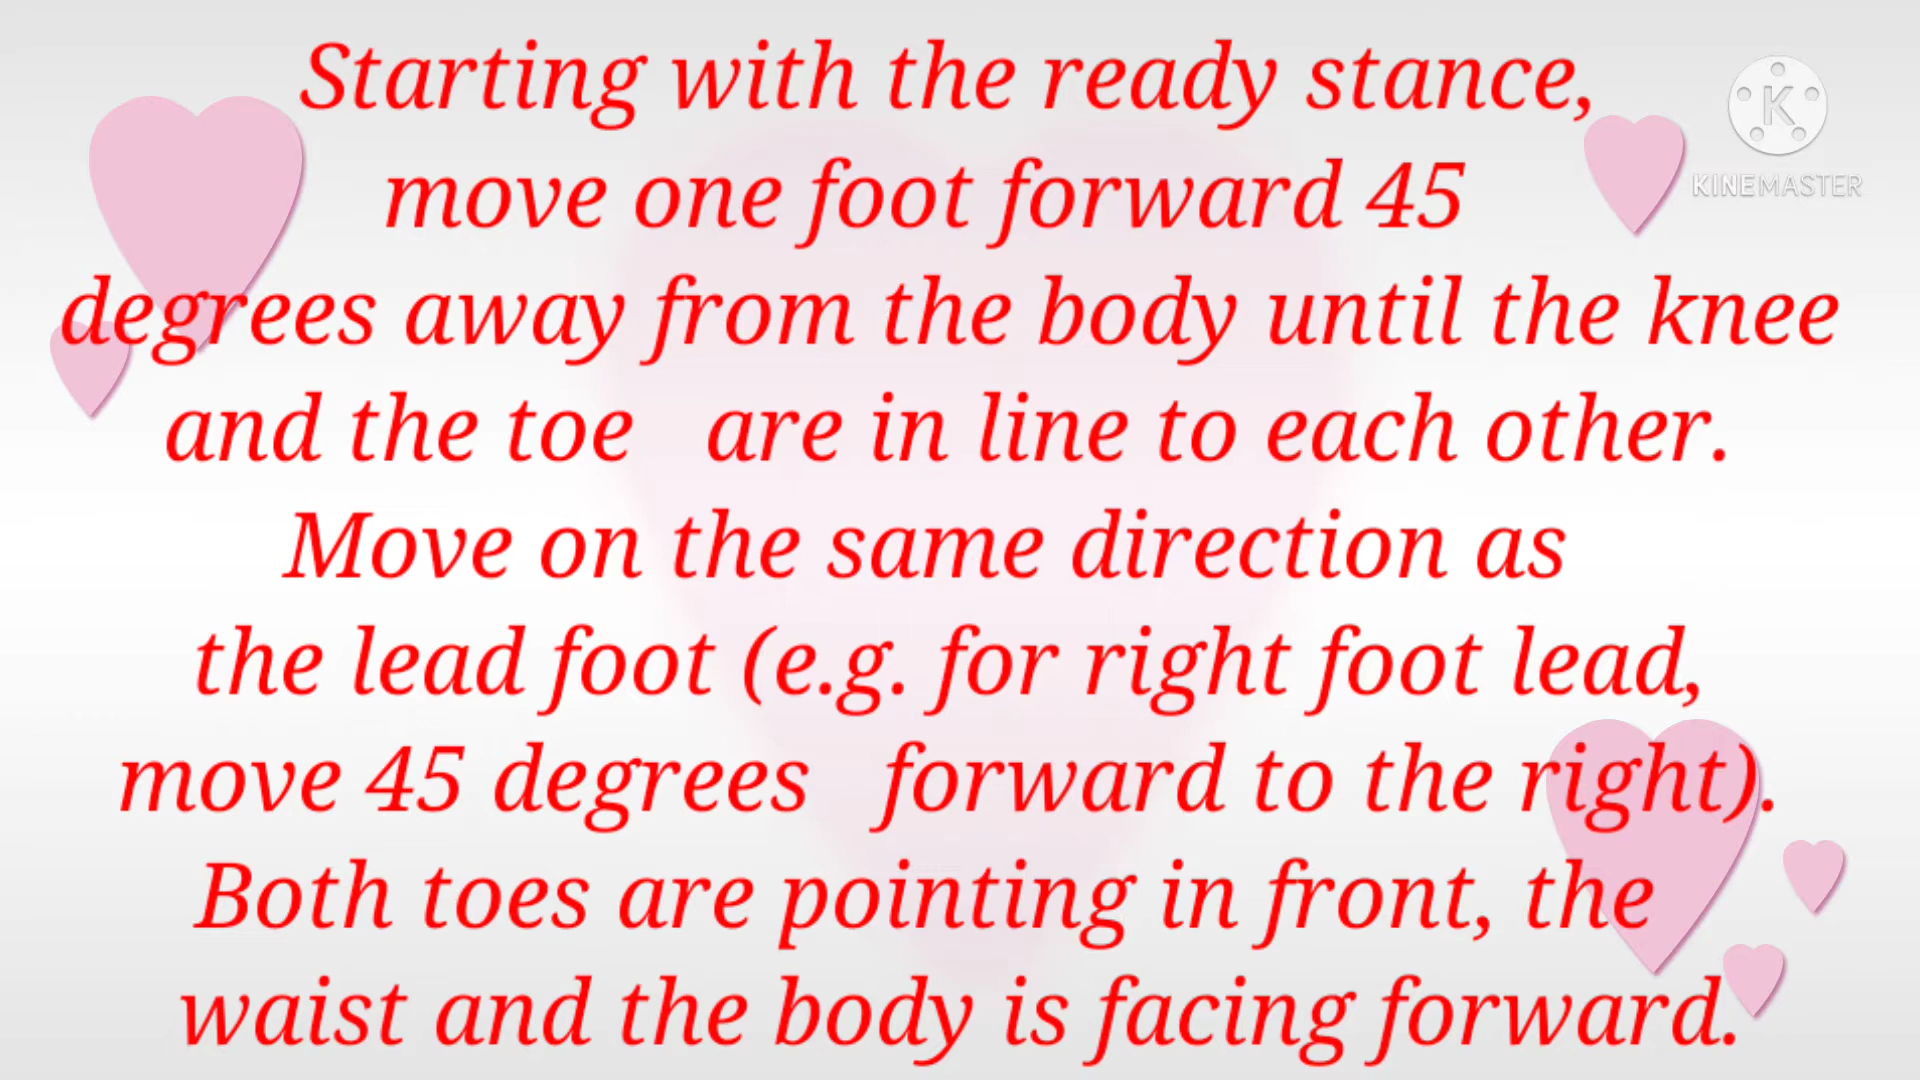 Starting with the ready stance,
move one foot forward 45
degrees away from the body until the knee
and the toe   are in line to each other.
Move on the same direction as
the lead foot (e.g. for right foot lead,
move 45 degrees   forward to the right).
Both toes are pointing in front, the
waist and the body is facing forward.
K
KINEMASTER